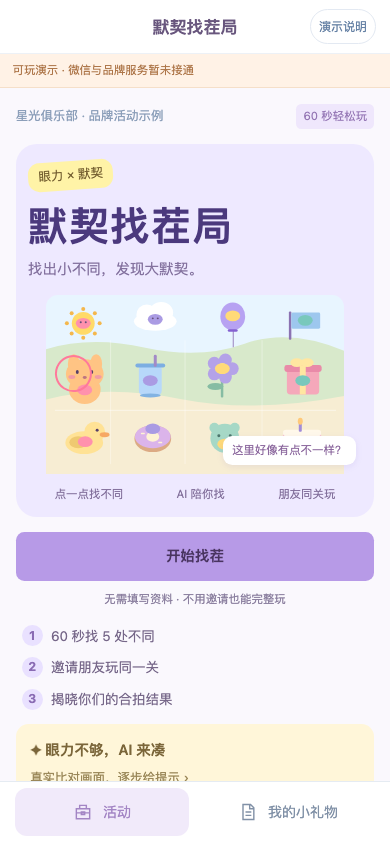 默契找茬局
演示说明
可玩演示 · 微信与品牌服务暂未接通
星光俱乐部 · 品牌活动示例
60 秒轻松玩
眼力 × 默契
默契找茬局
找出小不同，发现大默契。
这里好像有点不一样？
点一点找不同
AI 陪你找
朋友同关玩
开始找茬
无需填写资料 · 不用邀请也能完整玩
1 60 秒找 5 处不同
2 邀请朋友玩同一关
3 揭晓你们的合拍结果
✦ 眼力不够，AI 来凑
真实比对画面，逐步给提示 ›
活动
我的小礼物